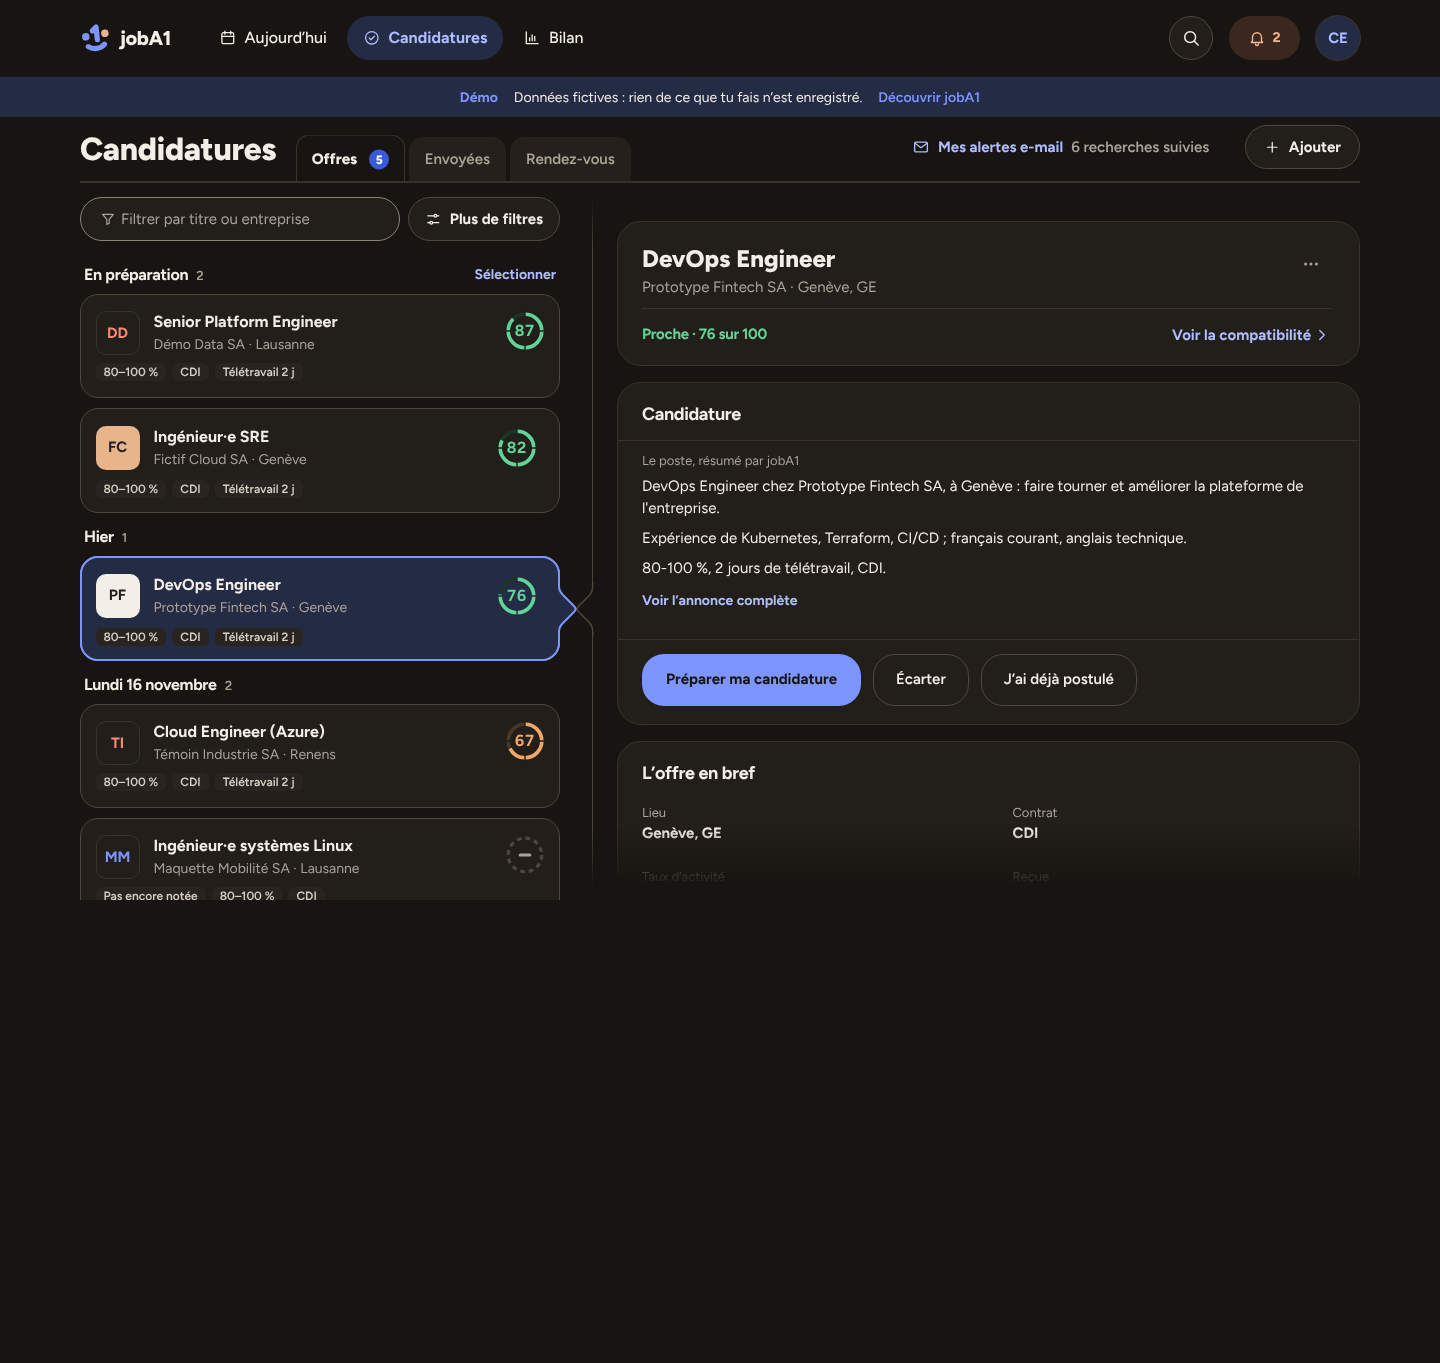 jobA1
Aujourd’hui
Candidatures
Bilan
2
CE
Démo Données fictives : rien de ce que tu fais n’est enregistré. Découvrir jobA1
Candidatures
Offres 5
Envoyées
Rendez-vous
Mes alertes e-mail 6 recherches suivies
Ajouter
Filtrer par titre ou entreprise
Plus de filtres
En préparation 2
Sélectionner
DD
Senior Platform Engineer
Démo Data SA · Lausanne
87
80–100 % CDI Télétravail 2 j
FC
Ingénieur·e SRE
Fictif Cloud SA · Genève
82
80–100 % CDI Télétravail 2 j
Hier 1
PF
DevOps Engineer
Prototype Fintech SA · Genève
76
80–100 % CDI Télétravail 2 j
Lundi 16 novembre 2
TI
Cloud Engineer (Azure)
Témoin Industrie SA · Renens
67
80–100 % CDI Télétravail 2 j
MM
Ingénieur·e systèmes Linux
Maquette Mobilité SA · Lausanne
Pas encore notée 80–100 % CDI
DevOps Engineer
Prototype Fintech SA · Genève, GE
Proche · 76 sur 100
Voir la compatibilité
Candidature
Le poste, résumé par jobA1
DevOps Engineer chez Prototype Fintech SA, à Genève : faire tourner et améliorer la plateforme de
l'entreprise.
Expérience de Kubernetes, Terraform, CI/CD ; français courant, anglais technique.
80-100 %, 2 jours de télétravail, CDI.
Voir l’annonce complète
Préparer ma candidature
Écarter
J’ai déjà postulé
L’offre en bref
Lieu
Genève, GE
Contrat
CDI
Taux d’activité
Reçue